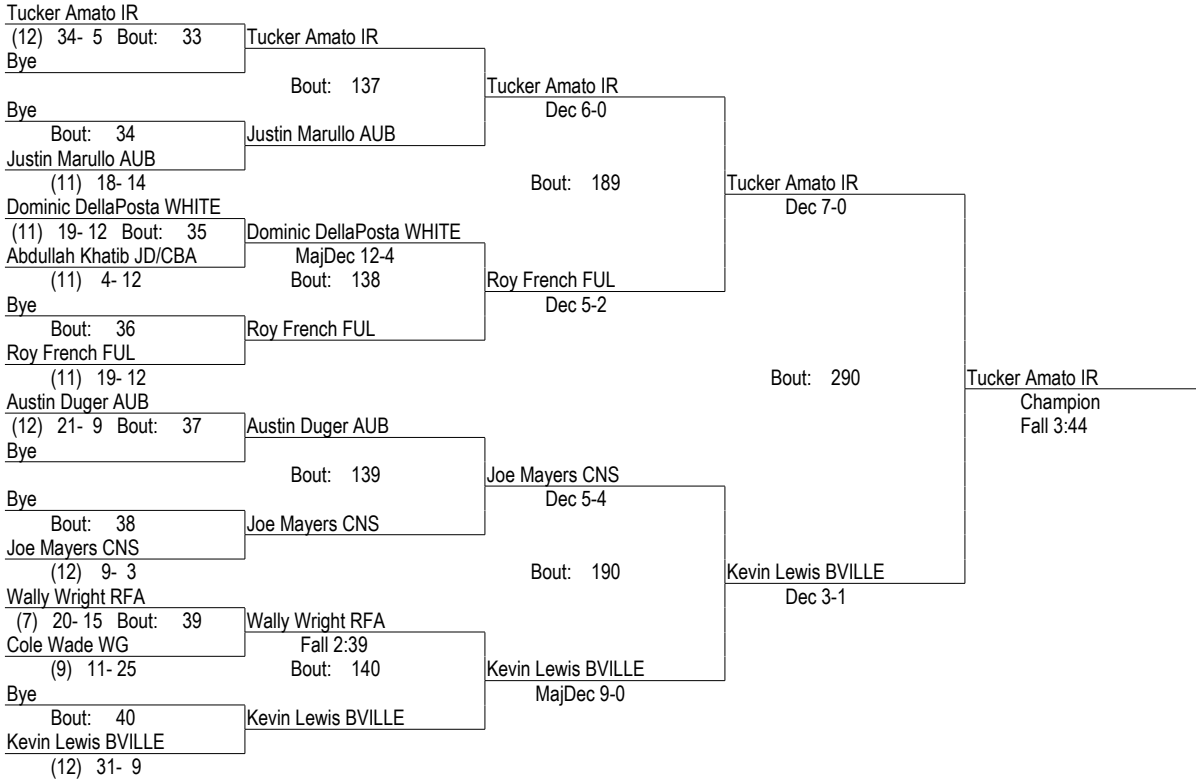 Tucker Amato IR
(12) 34- 5 Bout: 33
Tucker Amato IR
Bye
Bout: 137
Tucker Amato IR
Bye
Dec 6-0
Bout: 34
Justin Marullo AUB
Justin Marullo AUB
(11) 18- 14
Bout: 189
Tucker Amato IR
Dominic DellaPosta WHITE
Dec 7-0
(11) 19- 12 Bout: 35
Dominic DellaPosta WHITE
Abdullah Khatib JD/CBA
MajDec 12-4
(11) 4- 12
Bout: 138
Roy French FUL
Bye
Dec 5-2
Bout: 36
Roy French FUL
Roy French FUL
(11) 19- 12
Bout: 290
Tucker Amato IR
Austin Duger AUB
Champion
(12) 21- 9 Bout: 37
Austin Duger AUB
Fall 3:44
Bye
Bout: 139
Joe Mayers CNS
Bye
Dec 5-4
Bout: 38
Joe Mayers CNS
Joe Mayers CNS
(12) 9- 3
Bout: 190
Kevin Lewis BVILLE
Wally Wright RFA
Dec 3-1
(7) 20- 15 Bout: 39
Wally Wright RFA
Cole Wade WG
Fall 2:39
(9) 11- 25
Bout: 140
Kevin Lewis BVILLE
Bye
MajDec 9-0
Bout: 40
Kevin Lewis BVILLE
Kevin Lewis BVILLE
(12) 31- 9